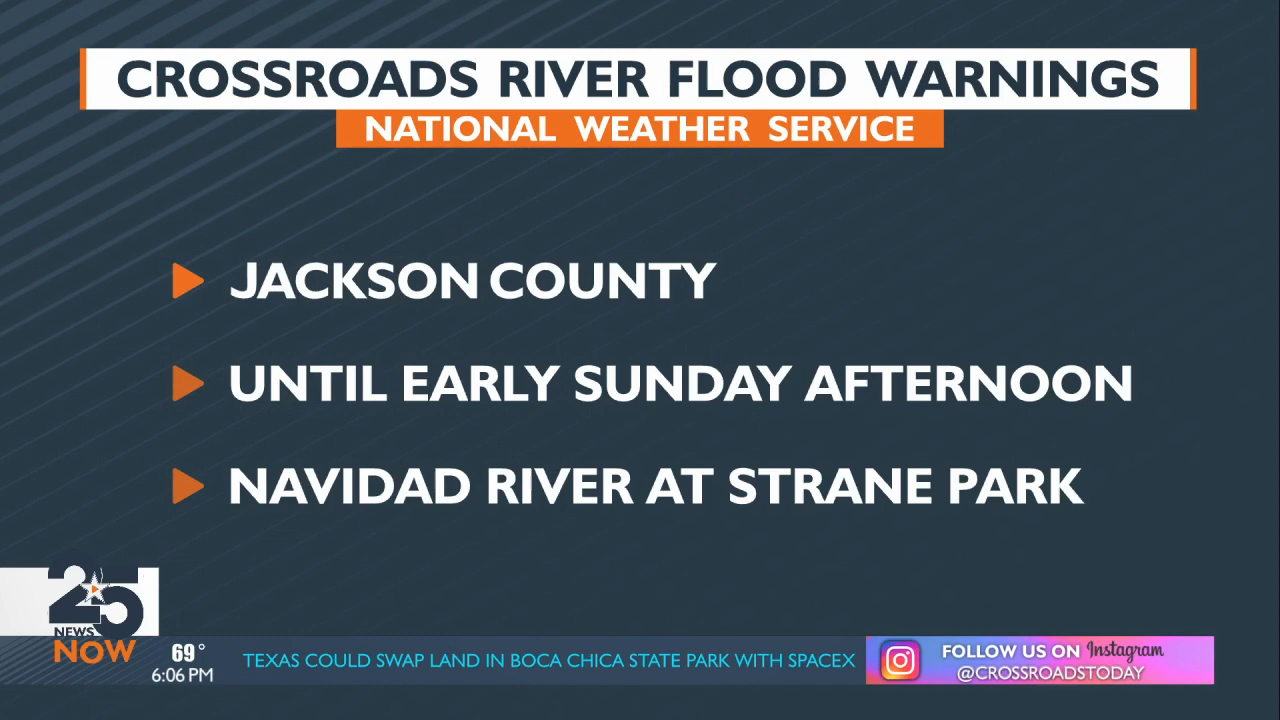 CROSSROADS RIVER FLOOD WARNINGS
NATIONAL WEATHER SERVICE
JACKSON COUNTY
UNTIL EARLY SUNDAY AFTERNOON
NAVIDAD RIVER AT STRANE PARK
25
NEWS
NOW
69°
6:06 PM
TEXAS COULD SWAP LAND IN BOCA CHICA STATE PARK WITH SPACEX
FOLLOW US ON Instagram
@CROSSROADSTODAY